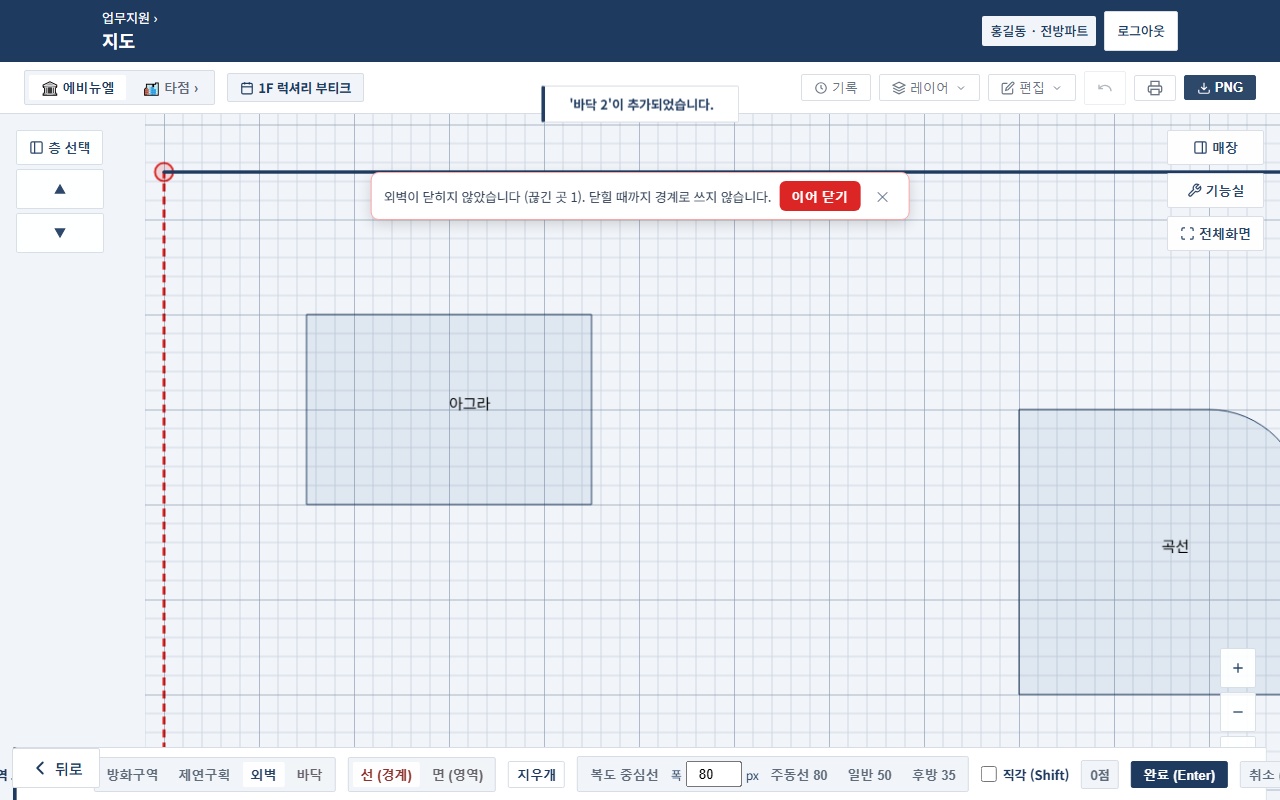 업무지원 ›
지도
홍길동 · 전방파트
로그아웃
에비뉴엘
타점 ›
1F 럭셔리 부티크
'바닥 2'이 추가되었습니다.
기록
레이어
편집
PNG
층 선택
▲
▼
외벽이 닫히지 않았습니다 (끊긴 곳 1). 닫힐 때까지 경계로 쓰지 않습니다.
이어 닫기
매장
기능실
전체화면
아그라
곡선
+
−
뒤로
방화구역
제연구획
외벽
바닥
선 (경계)
면 (영역)
지우개
복도 중심선
폭
80
px
주동선 80
일반 50
후방 35
직각 (Shift)
0점
완료 (Enter)
취소